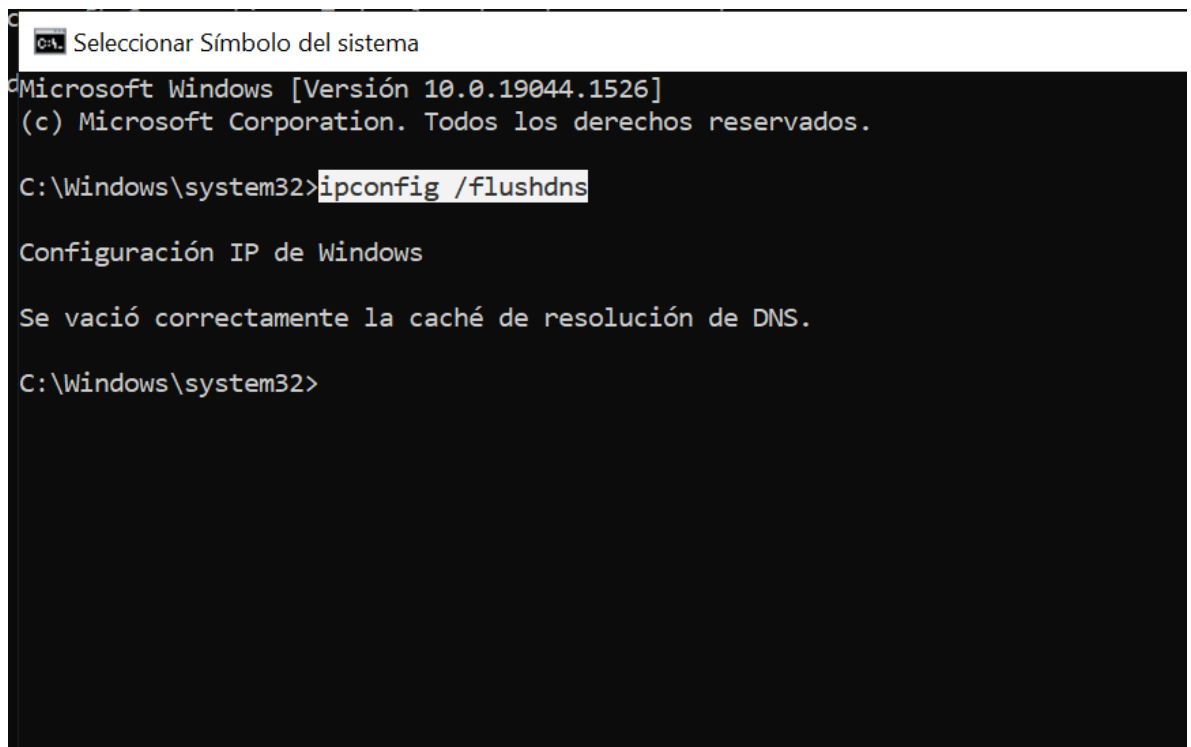 Seleccionar Símbolo del sistema
Microsoft Windows [Versión 10.0.19044.1526]
(c) Microsoft Corporation. Todos los derechos reservados.
C:\Windows\system32>ipconfig /flushdns
Configuración IP de Windows
Se vació correctamente la caché de resolución de DNS.
C:\Windows\system32>